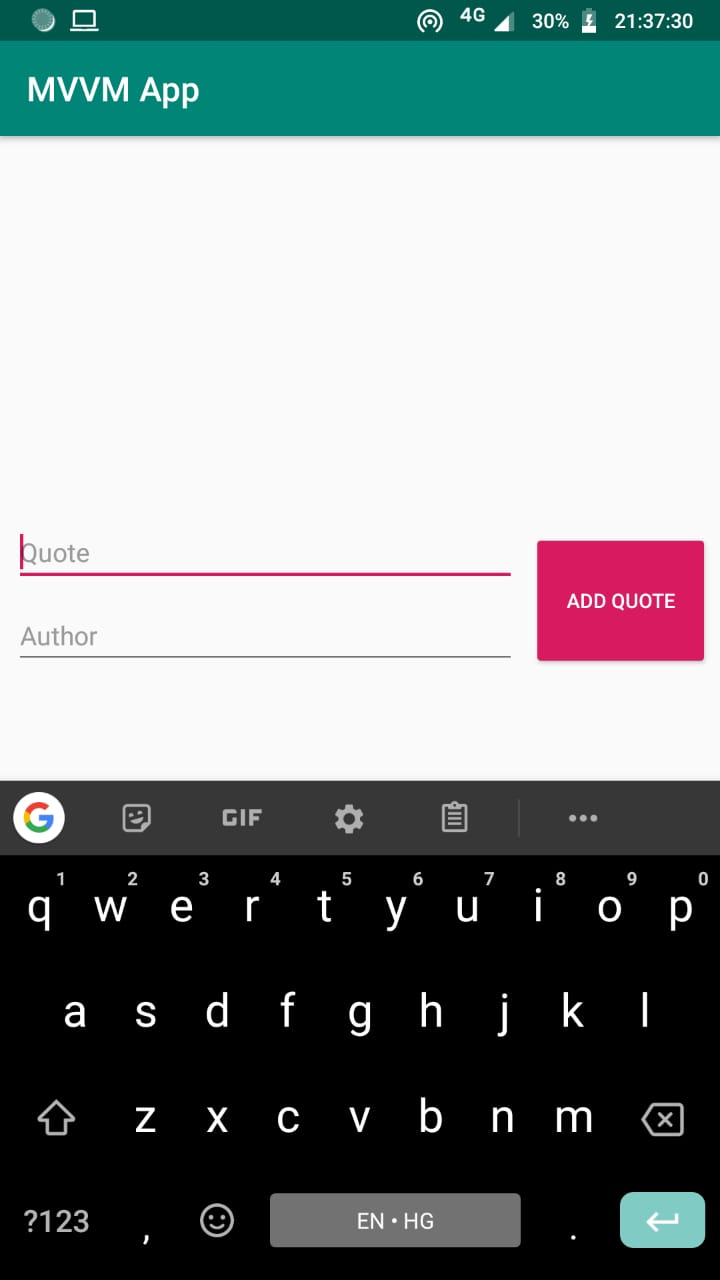 4G 30% 21:37:30
MVVM App
Quote
ADD QUOTE
Author
G GIF
1 2 3 4 5 6 7 8 9 0
q w e r t y u i o p
a s d f g h j k l
z x c v b n m
?123 , EN • HG .